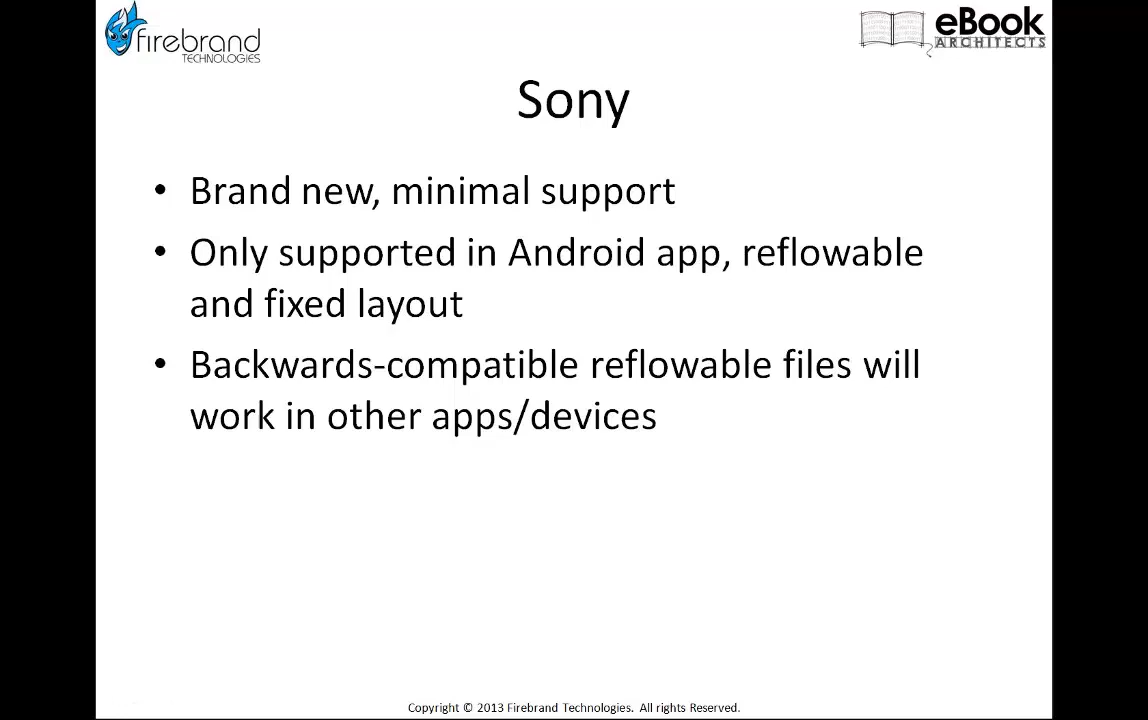 firebrand
TECHNOLOGIES
eBook
ARCHITECTS
Sony
• Brand new, minimal support
• Only supported in Android app, reflowable
and fixed layout
• Backwards-compatible reflowable files will
work in other apps/devices
Copyright © 2013 Firebrand Technologies. All rights Reserved.